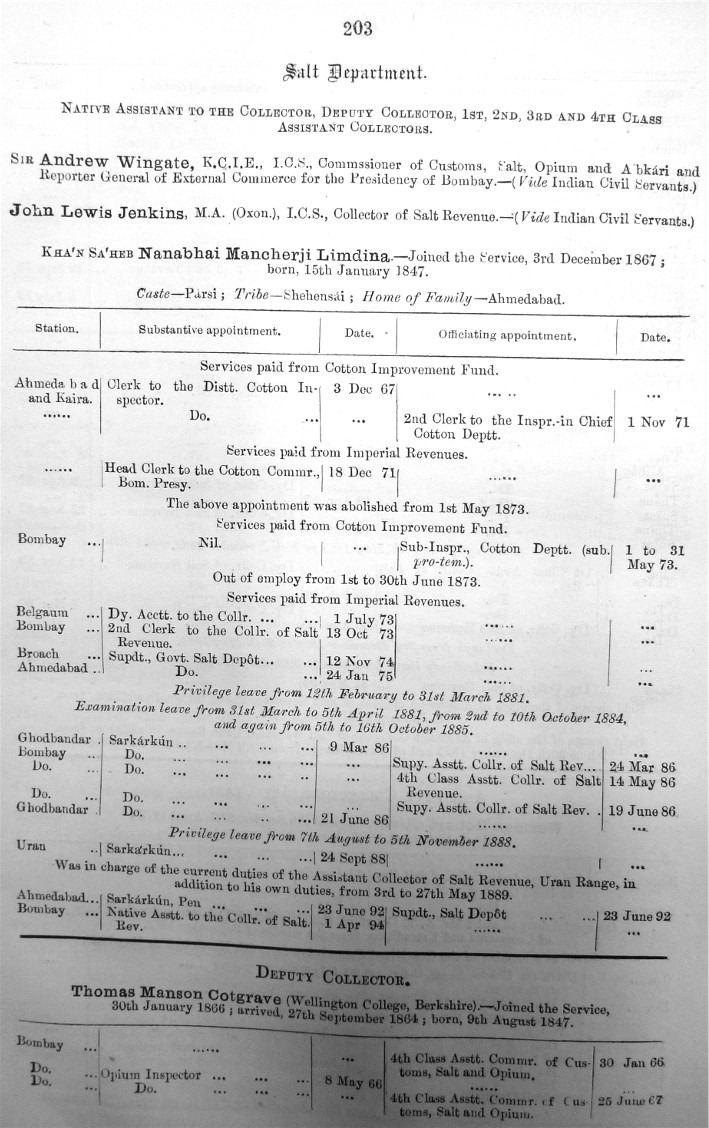 203
Salt Department.
NATIVE ASSISTANT TO THE COLLECTOR, DEPUTY COLLECTOR, 1ST, 2ND, 3RD AND 4TH CLASS
ASSISTANT COLLECTORS.
SIR Andrew Wingate, K.C.I.E., I.C.S., Commssioner of Customs, Salt, Opium and A'bkári and
Reporter General of External Commerce for the Presidency of Bombay.—(Vide Indian Civil Servants.)
John Lewis Jenkins, M.A. (Oxon.), I.C.S., Collector of Salt Revenue.—(Vide Indian Civil Servants.)
KHA'N SA'HEB Nanabhai Mancherji Limdina.—Joined the Service, 3rd December 1867;
born, 15th January 1847.
Caste—Pársi; Tribe—Shehensái; Home of Family—Ahmedabad.
Station. Substantive appointment. Date. Officiating appointment. Date.
Services paid from Cotton Improvement Fund.
Ahmeda b a d Clerk to the Distt. Cotton In- 3 Dec 67 ... .. ...
and Kaira. spector.
...... Do. ... ... 2nd Clerk to the Inspr.-in Chief 1 Nov 71
Cotton Deptt.
Services paid from Imperial Revenues.
...... Head Clerk to the Cotton Commr., 18 Dec 71 ...... ...
Bom. Presy.
The above appointment was abolished from 1st May 1873.
Services paid from Cotton Improvement Fund.
Bombay ... Nil. ... Sub-Inspr., Cotton Deptt. (sub. 1 to 31
pro-tem.). May 73.
Out of employ from 1st to 30th June 1873.
Services paid from Imperial Revenues.
Belgaum ... Dy. Acctt. to the Collr. ... ... 1 July 73 ...... ...
Bombay ... 2nd Clerk to the Collr. of Salt 13 Oct 73 ...... ...
Revenue.
Broach ... Supdt., Govt. Salt Depôt... ... 12 Nov 74 ...... ...
Ahmedabad .. Do. ... 24 Jan 75 ...... ...
Privilege leave from 12th February to 31st March 1881.
Examination leave from 31st March to 5th April 1881, from 2nd to 10th October 1884,
and again from 5th to 16th October 1885.
Ghodbandar . Sarkárkún .. ... ... ... 9 Mar 86 ...... ...
Bombay ... Do. ... ... ... ... Supy. Asstt. Collr. of Salt Rev... 24 Mar 86
Do. ... Do. ... ... ... ... 4th Class Asstt. Collr. of Salt 14 May 86
Revenue.
Do. ... Do. ... ... ... ... Supy. Asstt. Collr. of Salt Rev. . 19 June 86
Ghodbandar . Do. ... ... .. ... 21 June 86 ...... ...
Privilege leave from 7th August to 5th November 1888.
Uran .. Sarkárkún... ... ... ... 24 Sept 88 ...... ...
Was in charge of the current duties of the Assistant Collector of Salt Revenue, Uran Range, in
addition to his own duties, from 3rd to 27th May 1889.
Ahmedabad... Sarkárkún, Pen ... ... ... 23 June 92 Supdt., Salt Depôt ... ... 23 June 92
Bombay ... Native Asstt. to the Collr. of Salt. 1 Apr 94 ...... ...
Rev.
DEPUTY COLLECTOR.
Thomas Manson Cotgrave (Wellington College, Berkshire).—Joined the Service,
30th January 1866; arrived, 27th September 1864; born, 9th August 1847.
Bombay ... ...... ... 4th Class Asstt. Commr. of Cus- 30 Jan 66
toms, Salt and Opium.
Do. ... Opium Inspector ... ... ... 8 May 66 ...... ...
Do. ... Do. ... ... ... ... 4th Class Asstt. Commr. of Cus- 25 June 67
toms, Salt and Opium.